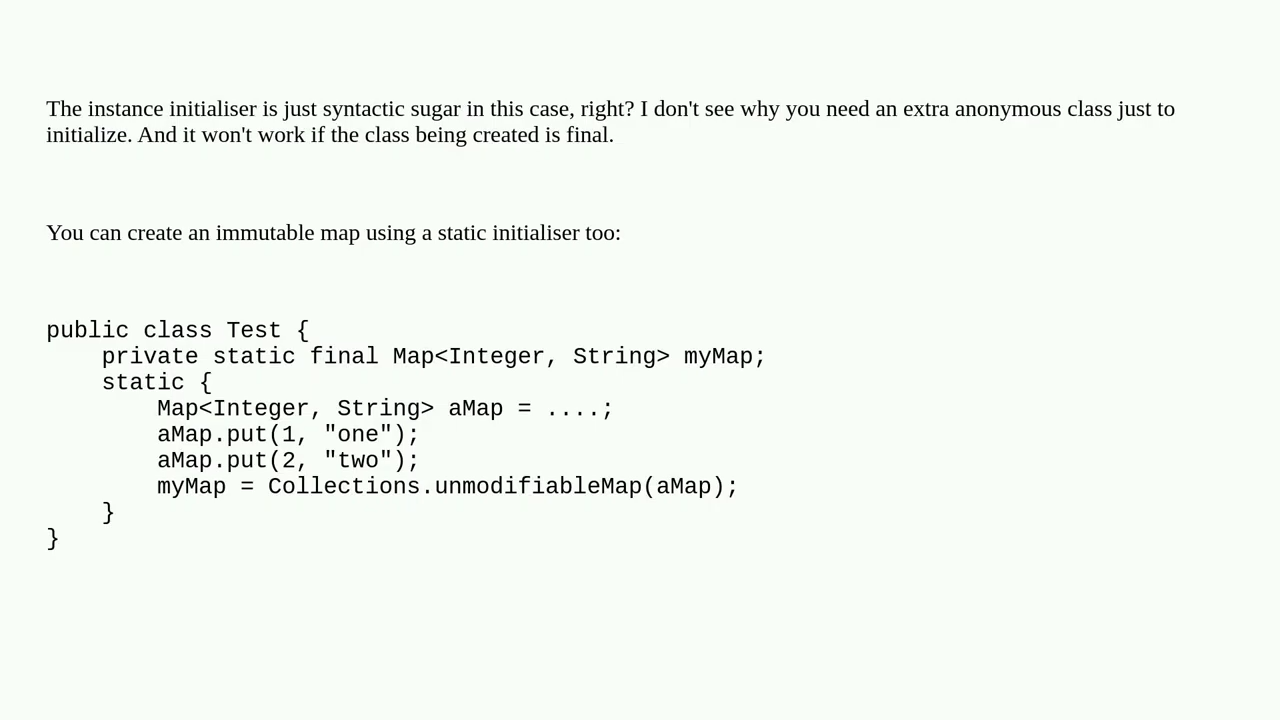 The instance initialiser is just syntactic sugar in this case, right? I don't see why you need an extra anonymous class just to
initialize. And it won't work if the class being created is final.
You can create an immutable map using a static initialiser too:
public class Test {
    private static final Map<Integer, String> myMap;
    static {
        Map<Integer, String> aMap = ....;
        aMap.put(1, "one");
        aMap.put(2, "two");
        myMap = Collections.unmodifiableMap(aMap);
    }
}